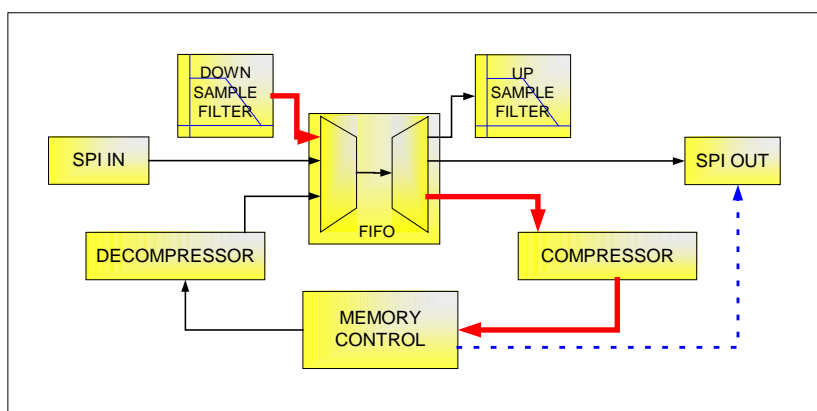 DOWN
SAMPLE
FILTER
UP
SAMPLE
FILTER
SPI IN
SPI OUT
FIFO
DECOMPRESSOR
COMPRESSOR
MEMORY
CONTROL